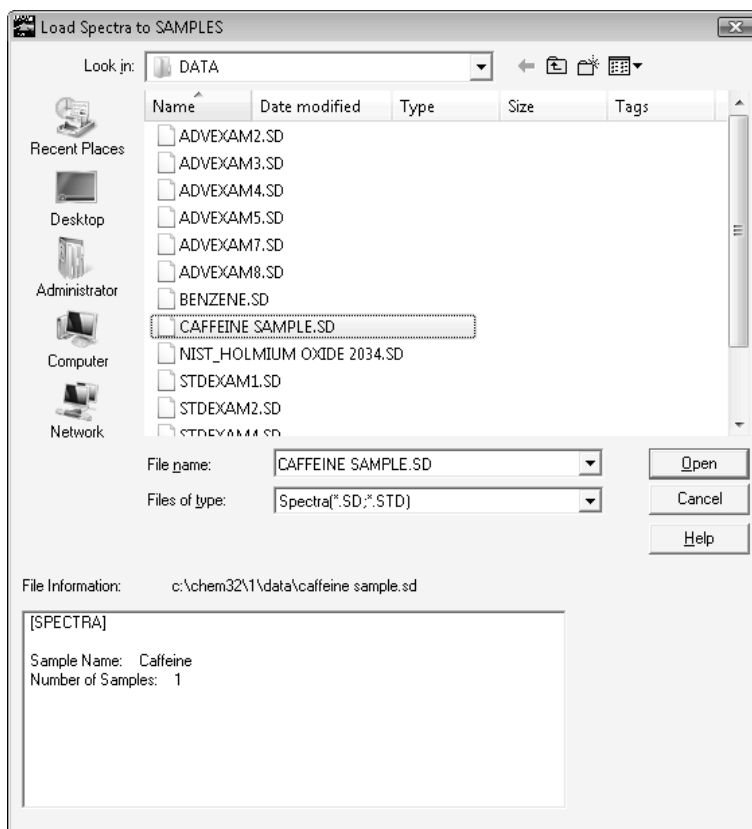 Load Spectra to SAMPLES
Look in: DATA
Name Date modified Type Size Tags
Recent Places
Desktop
Administrator
Computer
Network
ADVEXAM2.SD
ADVEXAM3.SD
ADVEXAM4.SD
ADVEXAM5.SD
ADVEXAM7.SD
ADVEXAM8.SD
BENZENE.SD
CAFFEINE SAMPLE.SD
NIST_HOLMIUM OXIDE 2034.SD
STDEXAM1.SD
STDEXAM2.SD
STDEXAM4.SD
File name: CAFFEINE SAMPLE.SD Open
Files of type: Spectra(*.SD;*.STD) Cancel
Help
File Information: c:\chem32\1\data\caffeine sample.sd
[SPECTRA]
Sample Name: Caffeine
Number of Samples: 1